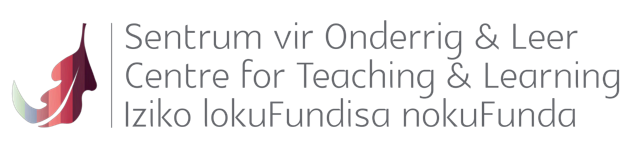 Sentrum vir Onderrig & Leer
Centre for Teaching & Learning
Iziko lokuFundisa nokuFunda